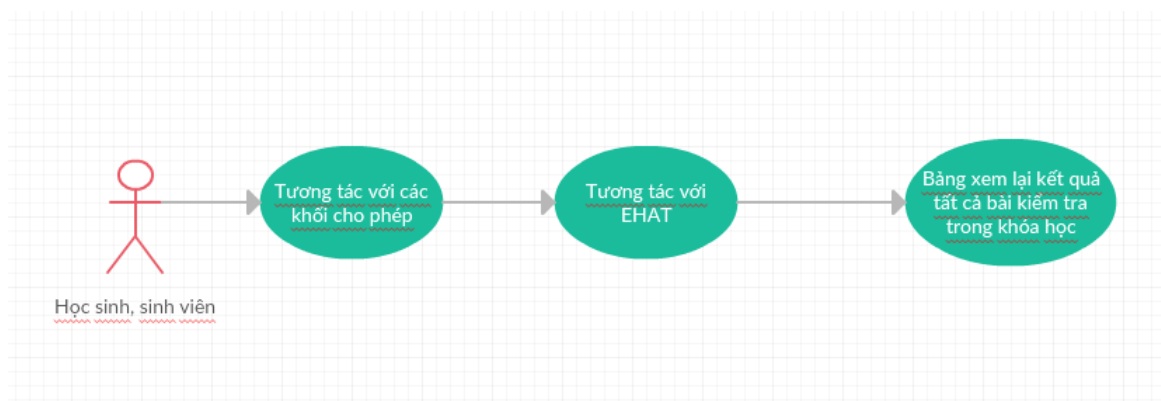 Tương tác với các
khối cho phép
Tương tác với
EHAT
Bảng xem lại kết quả
tất cả bài kiểm tra
trong khóa học
Học sinh, sinh viên